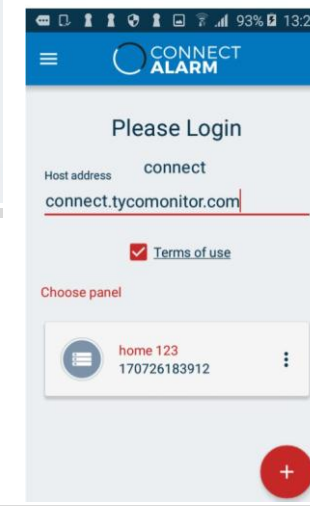 93% 13:2
CONNECT
ALARM
Please Login
Host address
connect
connect.tycomonitor.com
Terms of use
Choose panel
home 123
170726183912
+